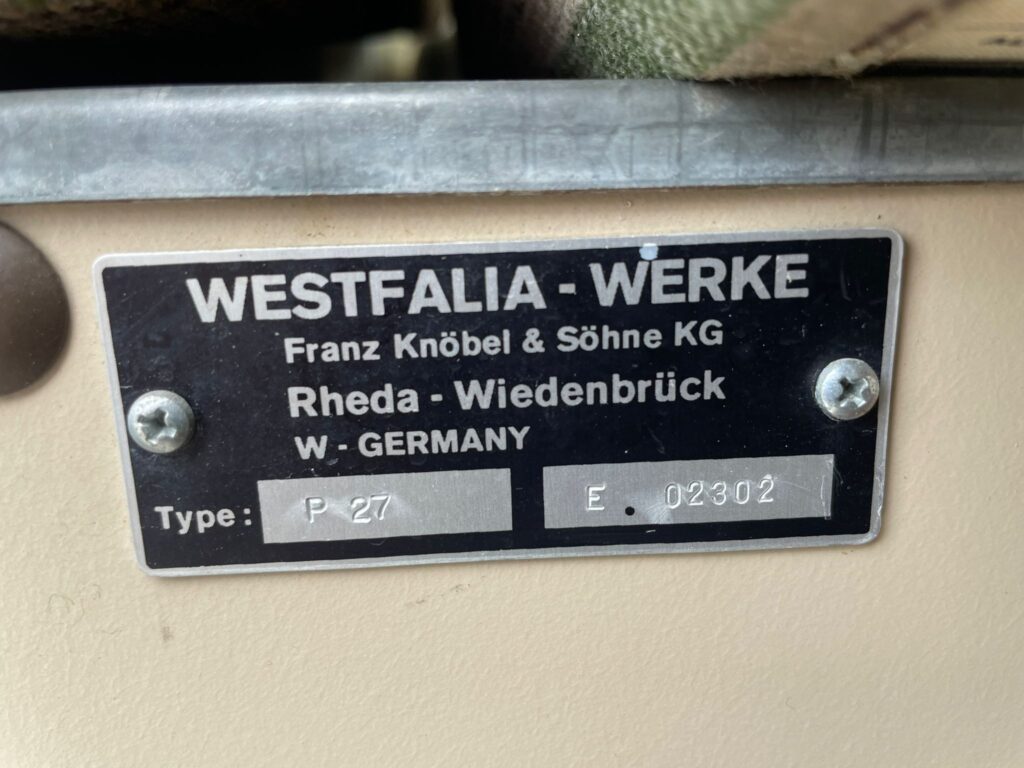 WESTFALIA - WERKE
Franz Knöbel & Söhne KG
Rheda - Wiedenbrück
W - GERMANY
Type: P 27 E. 02302